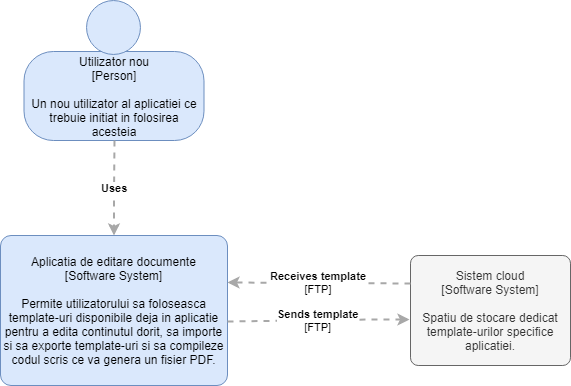 Utilizator nou
[Person]
Un nou utilizator al aplicatiei ce
trebuie initiat in folosirea
acesteia
Uses
Aplicatia de editare documente
[Software System]
Permite utilizatorului sa foloseasca
template-uri disponibile deja in aplicatie
pentru a edita continutul dorit, sa importe
si sa exporte template-uri si sa compileze
codul scris ce va genera un fisier PDF.
Receives template
[FTP]
Sends template
[FTP]
Sistem cloud
[Software System]
Spatiu de stocare dedicat
template-urilor specifice
aplicatiei.